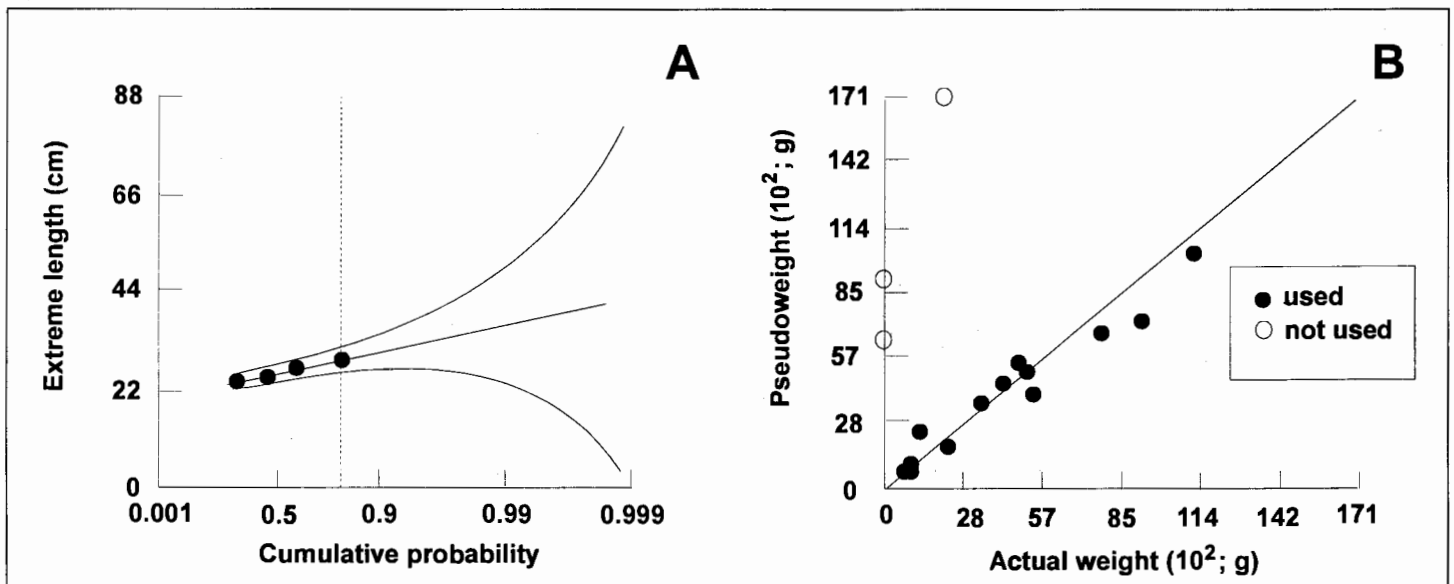 A
88
66
44
22
0
Extreme length (cm)
0.001 0.5 0.9 0.99 0.999
Cumulative probability
B
171
142
114
85
57
28
0
Pseudoweight (10²; g)
0 28 57 85 114 142 171
Actual weight (10²; g)
used
not used